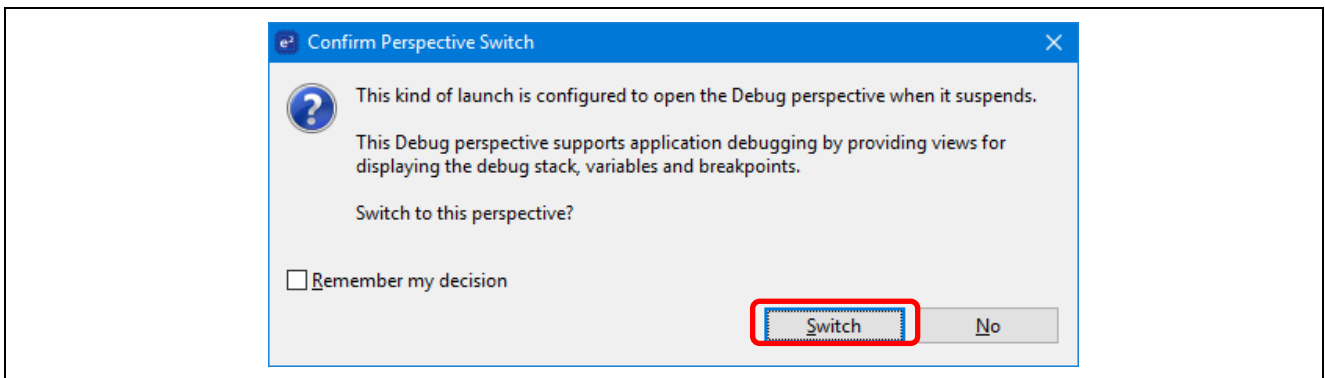 e² Confirm Perspective Switch
This kind of launch is configured to open the Debug perspective when it suspends.
This Debug perspective supports application debugging by providing views for
displaying the debug stack, variables and breakpoints.
Switch to this perspective?
Remember my decision
Switch No